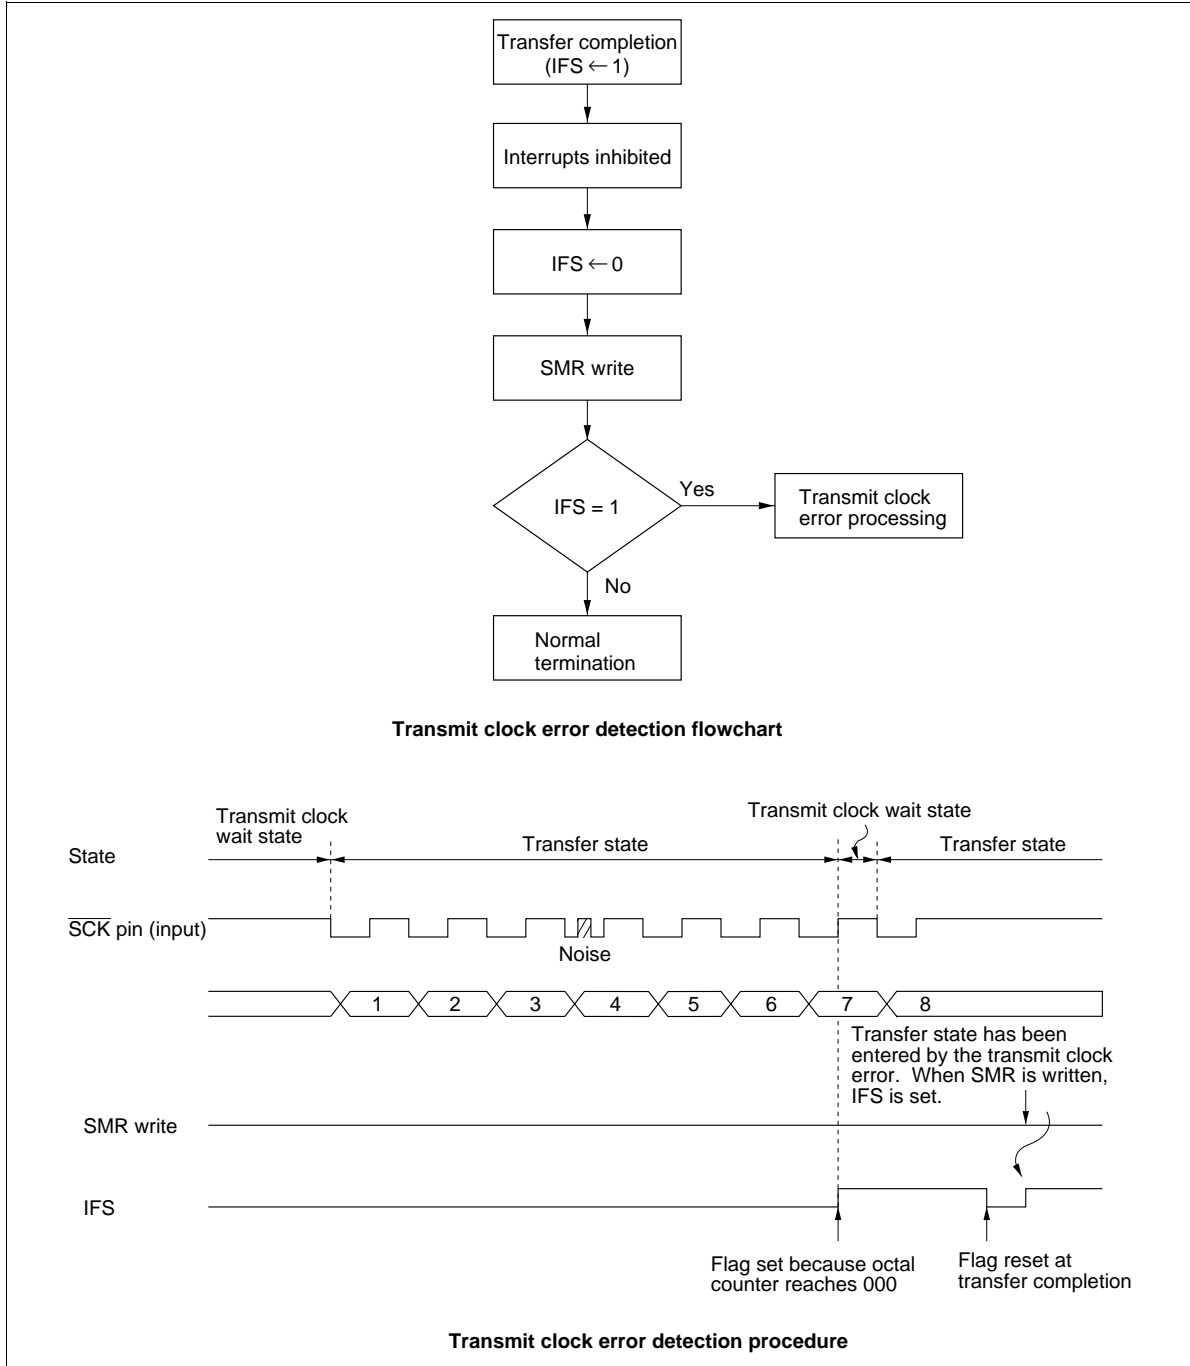 Transfer completion
(IFS ← 1)
Interrupts inhibited
IFS ← 0
SMR write
IFS = 1
Yes
Transmit clock
error processing
No
Normal
termination
Transmit clock error detection flowchart
Transmit clock
wait state
Transmit clock wait state
State
Transfer state
Transfer state
SCK pin (input)
Noise
1 2 3 4 5 6 7 8
Transfer state has been
entered by the transmit clock
error. When SMR is written,
IFS is set.
SMR write
IFS
Flag set because octal
counter reaches 000
Flag reset at
transfer completion
Transmit clock error detection procedure